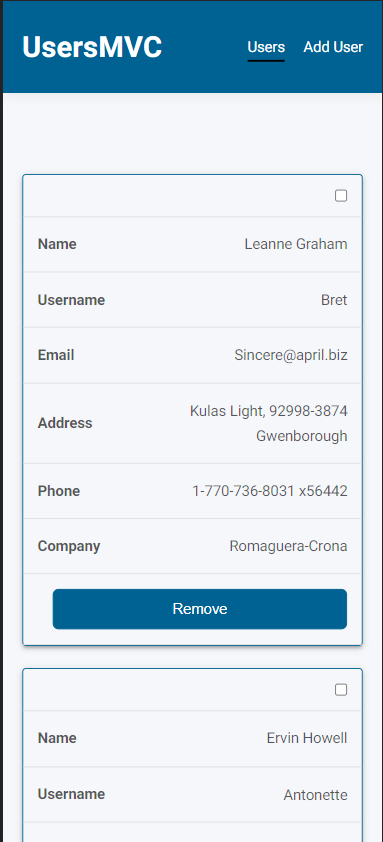 UsersMVC Users Add User
Name Leanne Graham
Username Bret
Email Sincere@april.biz
Address Kulas Light, 92998-3874
Gwenborough
Phone 1-770-736-8031 x56442
Company Romaguera-Crona
Remove
Name Ervin Howell
Username Antonette